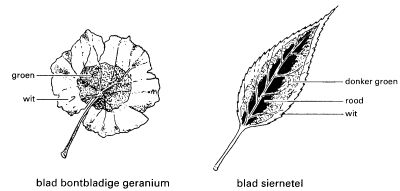 groen
wit
donker groen
rood
wit
blad bontbladige geranium
blad siernetel